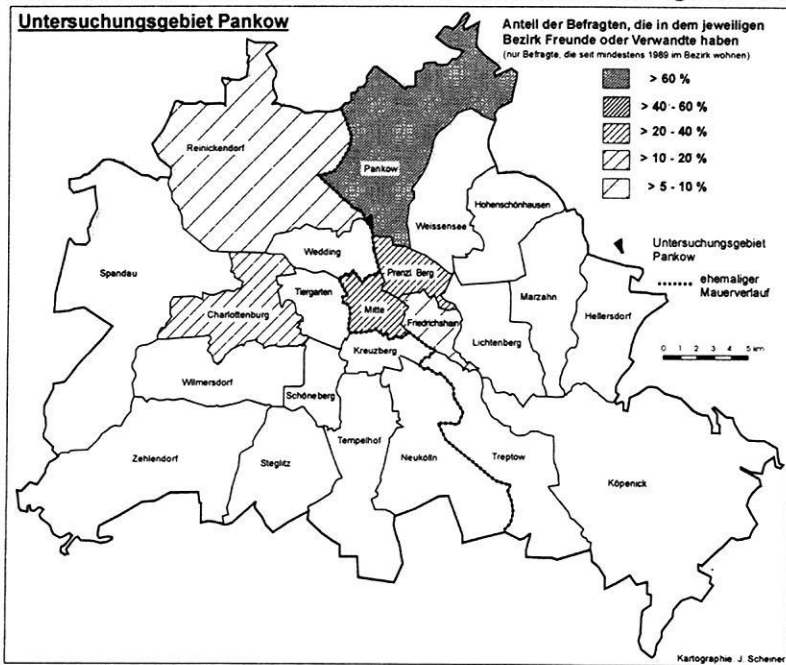 Untersuchungsgebiet Pankow
Anteil der Befragten, die in dem jeweiligen
Bezirk Freunde oder Verwandte haben
(nur Befragte, die seit mindestens 1989 im Bezirk wohnen)
> 60 %
> 40 - 60 %
> 20 - 40 %
> 10 - 20 %
> 5 - 10 %
Untersuchungsgebiet
Pankow
ehemaliger
Mauerverlauf
0 1 2 3 4 5 km
Reinickendorf
Pankow
Weissensee
Hohenschönhausen
Wedding
Spandau
Prenzl. Berg
Tiergarten
Mitte
Marzahn
Hellersdorf
Charlottenburg
Friedrichshain
Lichtenberg
Kreuzberg
Wilmersdorf
Schöneberg
Tempelhof
Zehlendorf
Steglitz
Neukölln
Treptow
Köpenick
Kartographie J. Scheiner